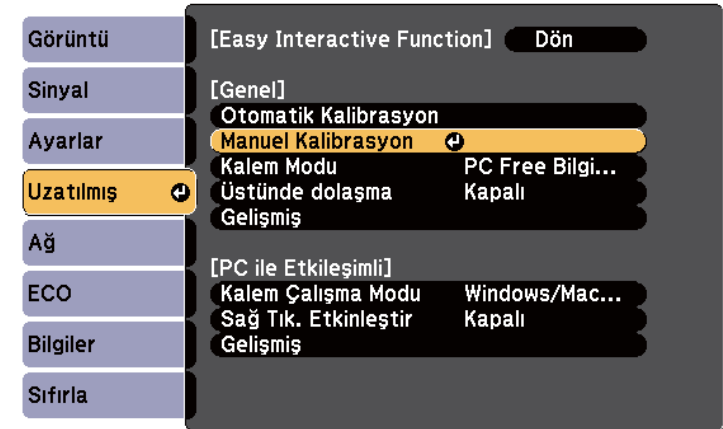 Görüntü
Sinyal
Ayarlar
Uzatılmış
Ağ
ECO
Bilgiler
Sıfırla
[Easy Interactive Function] Dön
[Genel]
Otomatik Kalibrasyon
Manuel Kalibrasyon
Kalem Modu PC Free Bilgi...
Üstünde dolaşma Kapalı
Gelişmiş
[PC ile Etkileşimli]
Kalem Çalışma Modu Windows/Mac...
Sağ Tık. Etkinleştir Kapalı
Gelişmiş